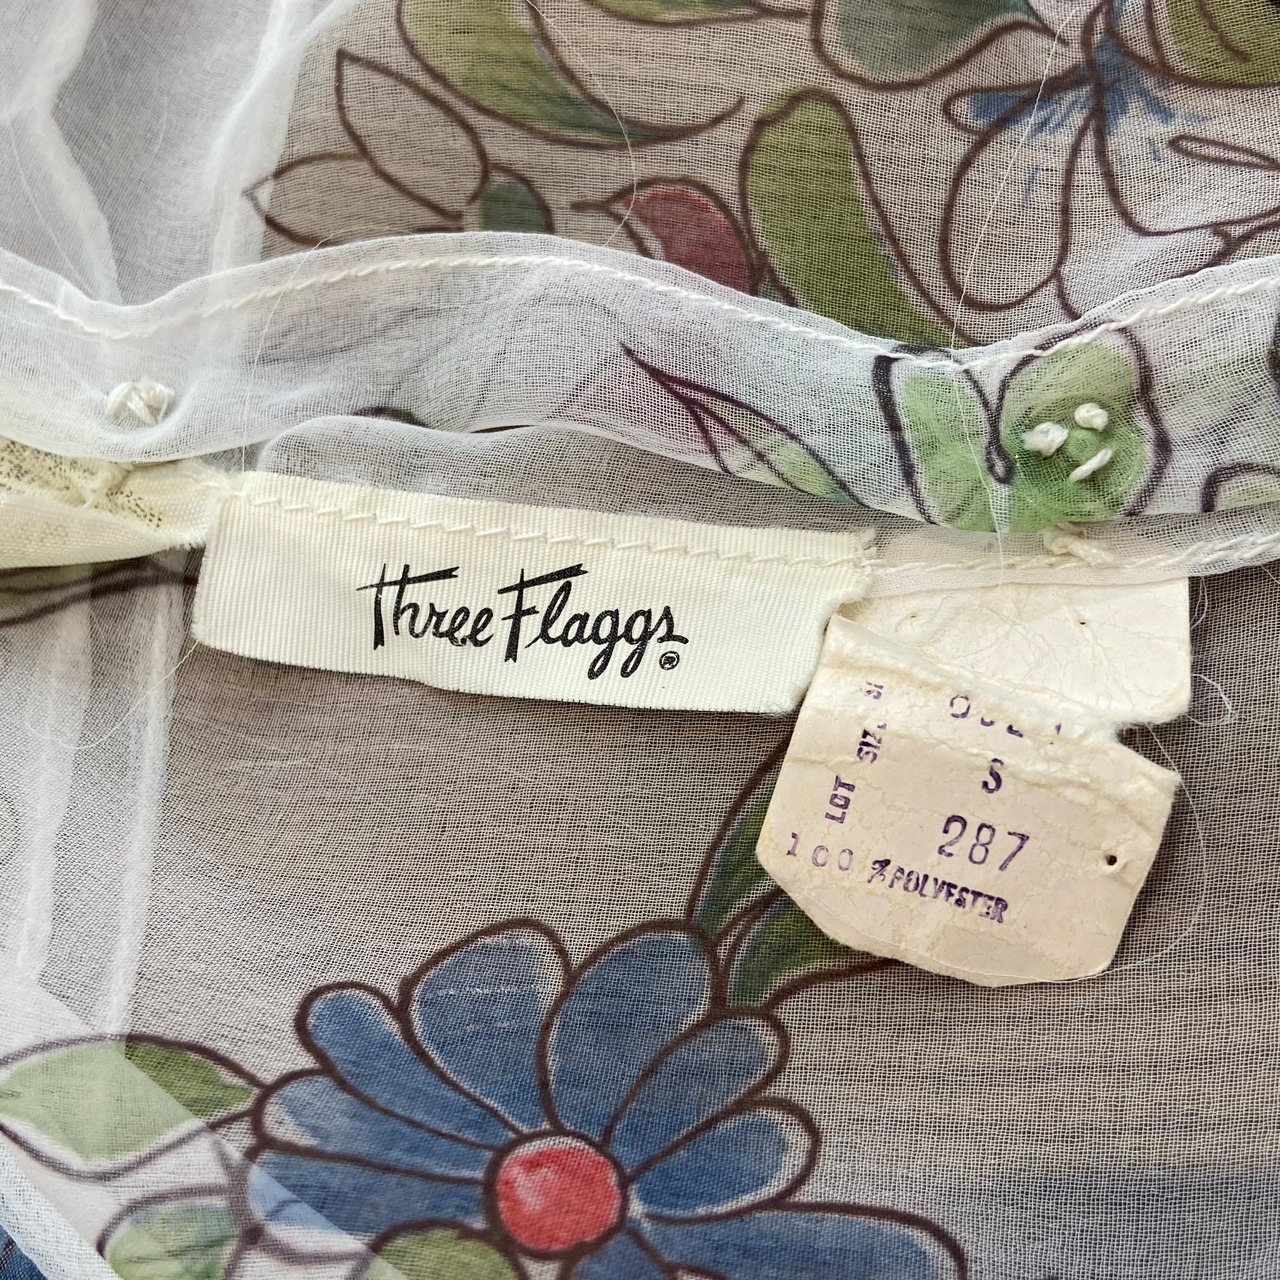 Three Flaggs®
SIZE S
LOT 287
100% POLYESTER